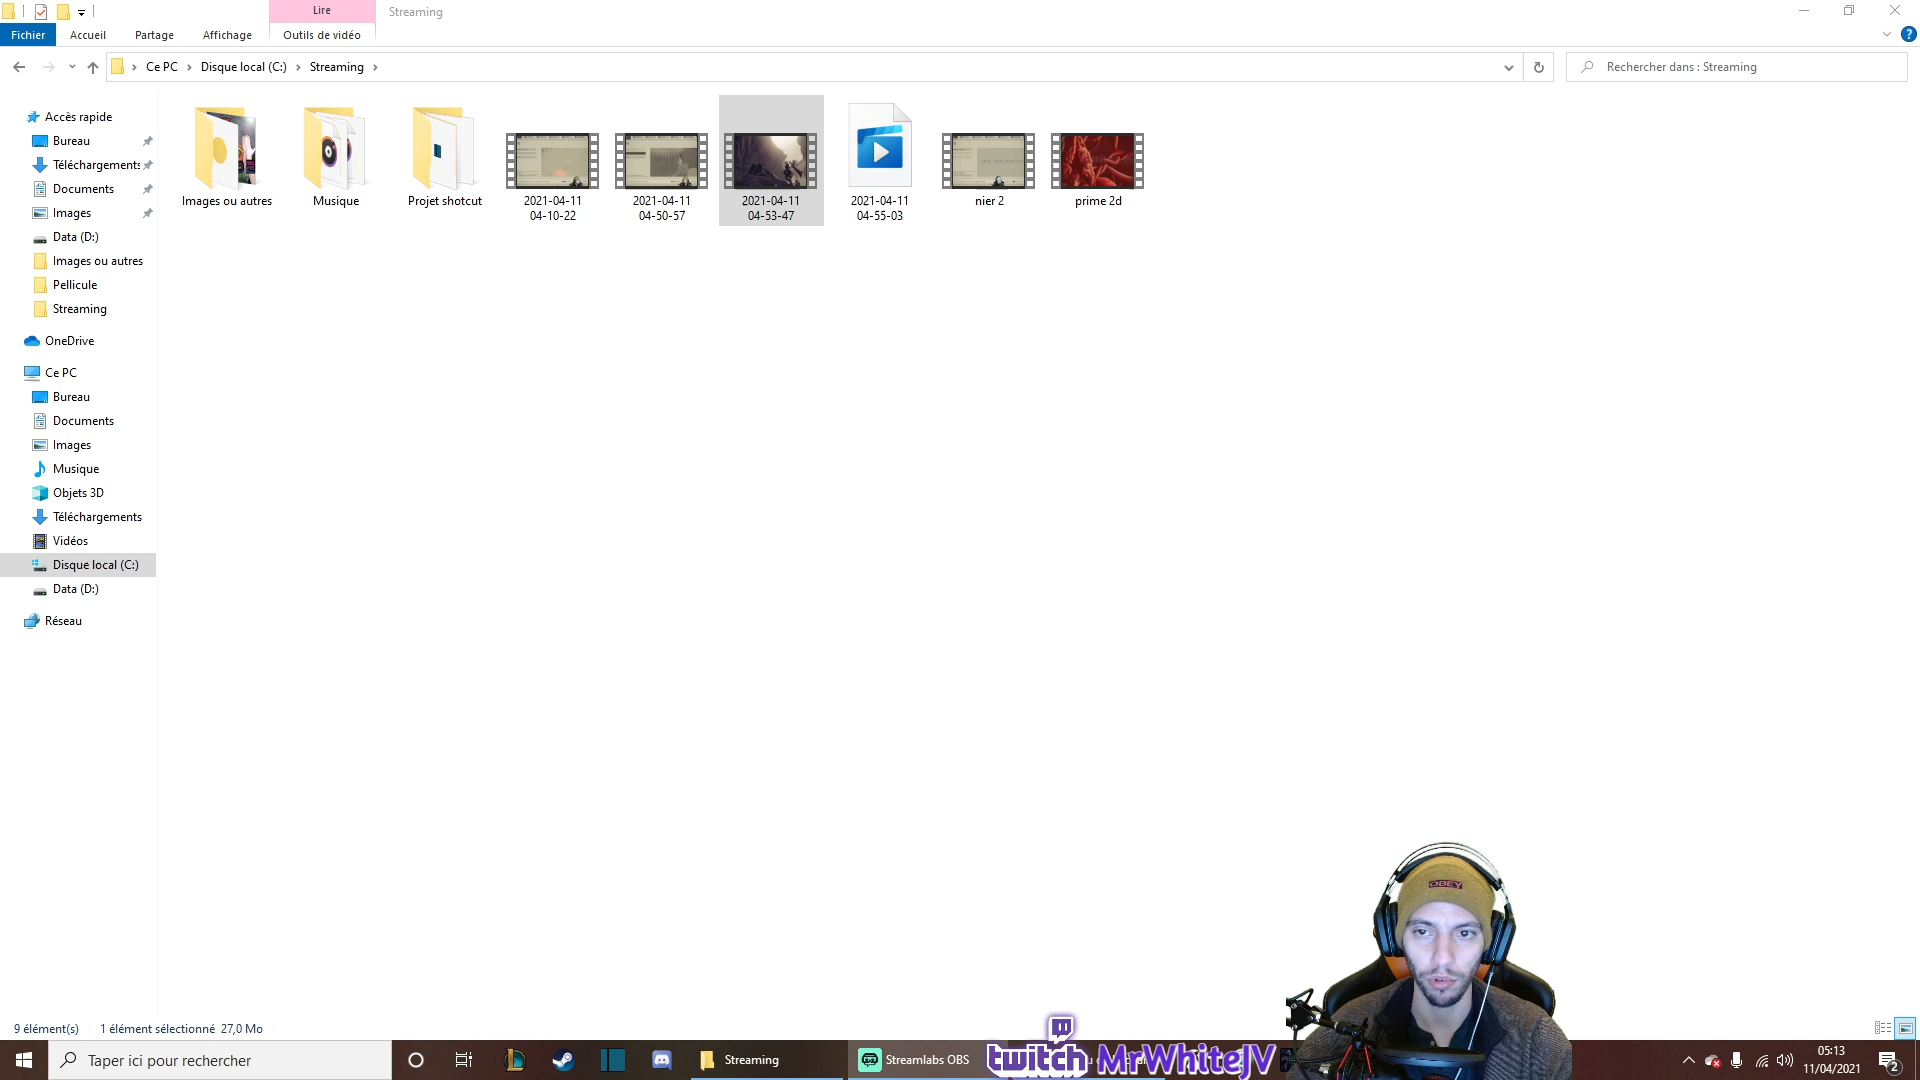 Lire
Streaming
Fichier
Accueil
Partage
Affichage
Outils de vidéo
Ce PC
Disque local (C:)
Streaming
Rechercher dans : Streaming
Accès rapide
Bureau
Téléchargements
Documents
Images
Data (D:)
Images ou autres
Pellicule
Streaming
OneDrive
Ce PC
Bureau
Documents
Images
Musique
Objets 3D
Téléchargements
Vidéos
Disque local (C:)
Data (D:)
Réseau
Images ou autres
Musique
Projet shotcut
2021-04-11
04-10-22
2021-04-11
04-50-57
2021-04-11
04-53-47
2021-04-11
04-55-03
nier 2
prime 2d
OBEY
9 élément(s)
1 élément sélectionné 27,0 Mo
Taper ici pour rechercher
Streaming
Streamlabs OBS
twitch MrWhiteJV
05:13
11/04/2021
2